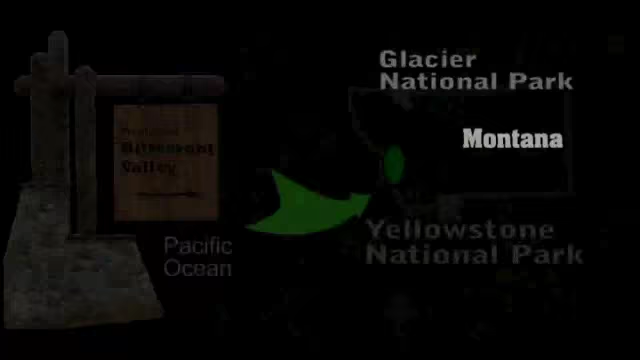 Bitterroot
Valley
Pacific
Ocean
Glacier
National Park
Montana
Yellowstone
National Park